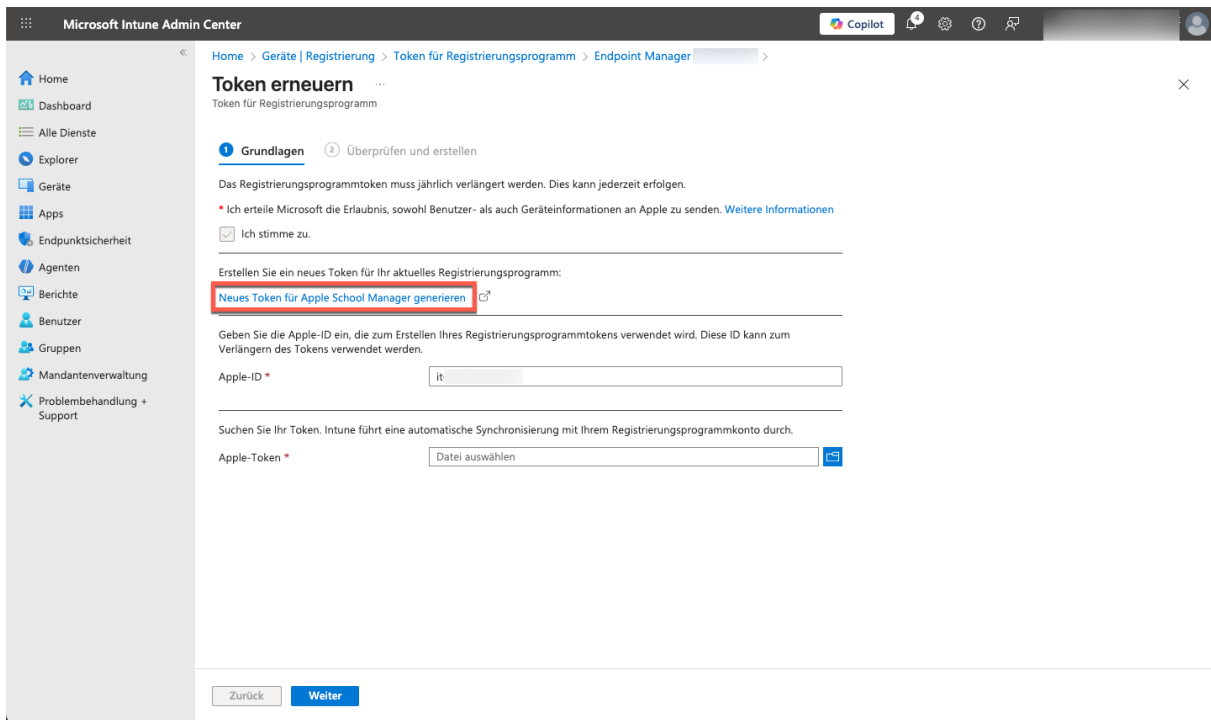 Microsoft Intune Admin Center
Copilot
4
Home > Geräte | Registrierung > Token für Registrierungsprogramm > Endpoint Manager >
Token erneuern ...
Token für Registrierungsprogramm
Home
Dashboard
Alle Dienste
Explorer
Geräte
Apps
Endpunktsicherheit
Agenten
Berichte
Benutzer
Gruppen
Mandantenverwaltung
Problembehandlung +
Support
1 Grundlagen 2 Überprüfen und erstellen
Das Registrierungsprogrammtoken muss jährlich verlängert werden. Dies kann jederzeit erfolgen.
* Ich erteile Microsoft die Erlaubnis, sowohl Benutzer- als auch Geräteinformationen an Apple zu senden. Weitere Informationen
Ich stimme zu.
Erstellen Sie ein neues Token für Ihr aktuelles Registrierungsprogramm:
Neues Token für Apple School Manager generieren
Geben Sie die Apple-ID ein, die zum Erstellen Ihres Registrierungsprogrammtokens verwendet wird. Diese ID kann zum
Verlängern des Tokens verwendet werden.
Apple-ID * it
Suchen Sie Ihr Token. Intune führt eine automatische Synchronisierung mit Ihrem Registrierungsprogrammkonto durch.
Apple-Token * Datei auswählen
Zurück Weiter